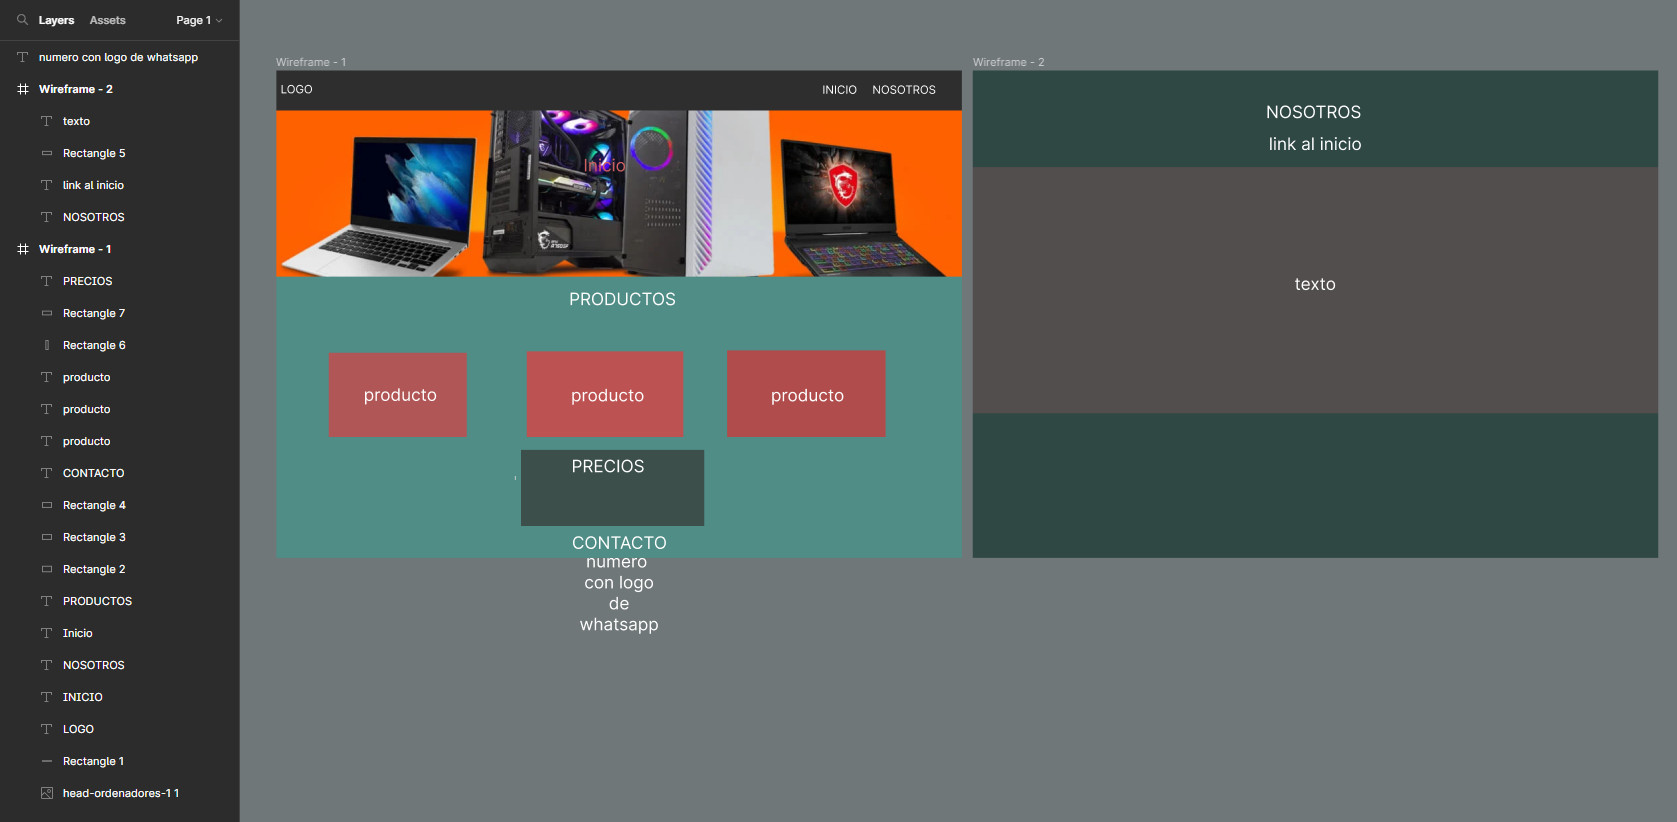 Layers Assets Page 1
numero con logo de whatsapp
Wireframe - 2
texto
Rectangle 5
link al inicio
NOSOTROS
Wireframe - 1
PRECIOS
Rectangle 7
Rectangle 6
producto
producto
producto
CONTACTO
Rectangle 4
Rectangle 3
Rectangle 2
PRODUCTOS
Inicio
NOSOTROS
INICIO
LOGO
Rectangle 1
head-ordenadores-1 1
Wireframe - 1
LOGO INICIO NOSOTROS
Inicio
PRODUCTOS
producto producto producto
PRECIOS
CONTACTO
numero
con logo
de
whatsapp
Wireframe - 2
NOSOTROS
link al inicio
texto